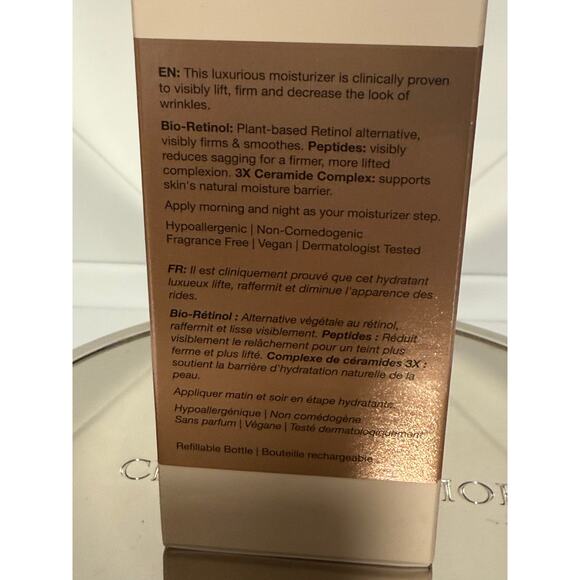 EN: This luxurious moisturizer is clinically proven
to visibly lift, firm and decrease the look of
wrinkles.
Bio-Retinol: Plant-based Retinol alternative,
visibly firms & smoothes. Peptides: visibly
reduces sagging for a firmer, more lifted
complexion. 3X Ceramide Complex: supports
skin's natural moisture barrier.
Apply morning and night as your moisturizer step.
Hypoallergenic | Non-Comedogenic
Fragrance Free | Vegan | Dermatologist Tested
FR: Il est cliniquement prouvé que cet hydratant
luxueux lifte, raffermit et diminue l'apparence des
rides.
Bio-Rétinol : Alternative végétale au rétinol,
raffermit et lisse visiblement. Peptides : Réduit
visiblement le relâchement pour un teint plus
ferme et plus lifté. Complexe de céramides 3X :
soutient la barrière d'hydratation naturelle de la
peau.
Appliquer matin et soir en étape hydratante.
Hypoallergénique | Non comédogène
Sans parfum | Végane | Testé dermatologiquement
Refillable Bottle | Bouteille rechargeable